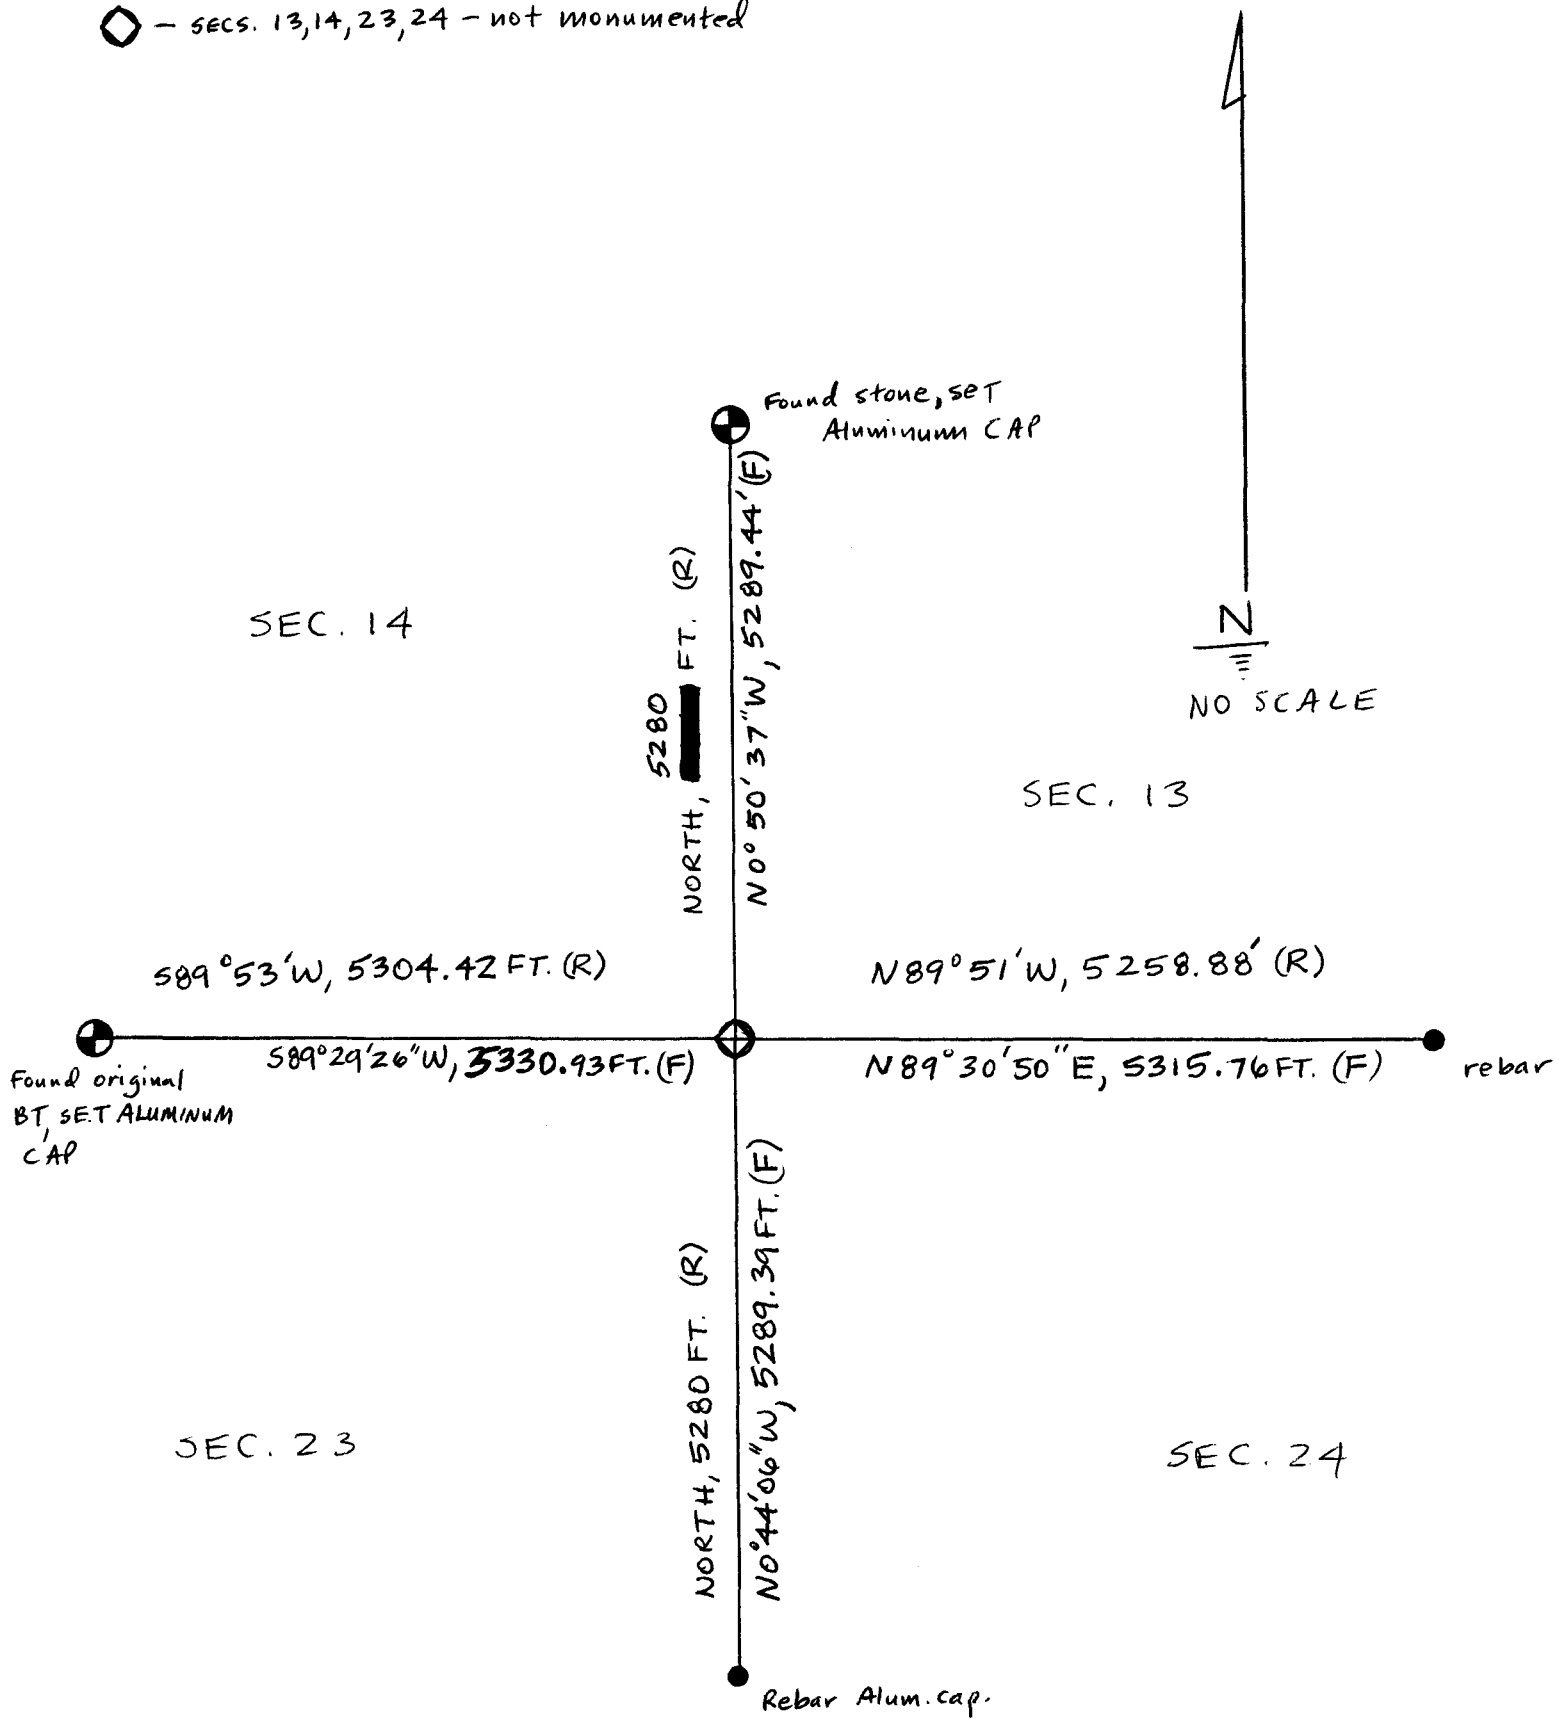 — SECS. 13,14,23,24 — not monumented
Found stone, SET
Aluminum CAP
NORTH, 5280 FT. (R)
N0°50'37"W, 5289.44'(F)
SEC. 14
N
NO SCALE
SEC. 13
S89°53'W, 5304.42 FT. (R)
N89°51'W, 5258.88' (R)
S89°29'26"W, 5330.93FT. (F)
N89°30'50"E, 5315.76FT. (F)
Found original
BT, SET ALUMINUM
CAP
rebar
NORTH, 5280 FT. (R)
N0°44'06"W, 5289.39FT. (F)
SEC. 23
SEC. 24
Rebar Alum. cap.